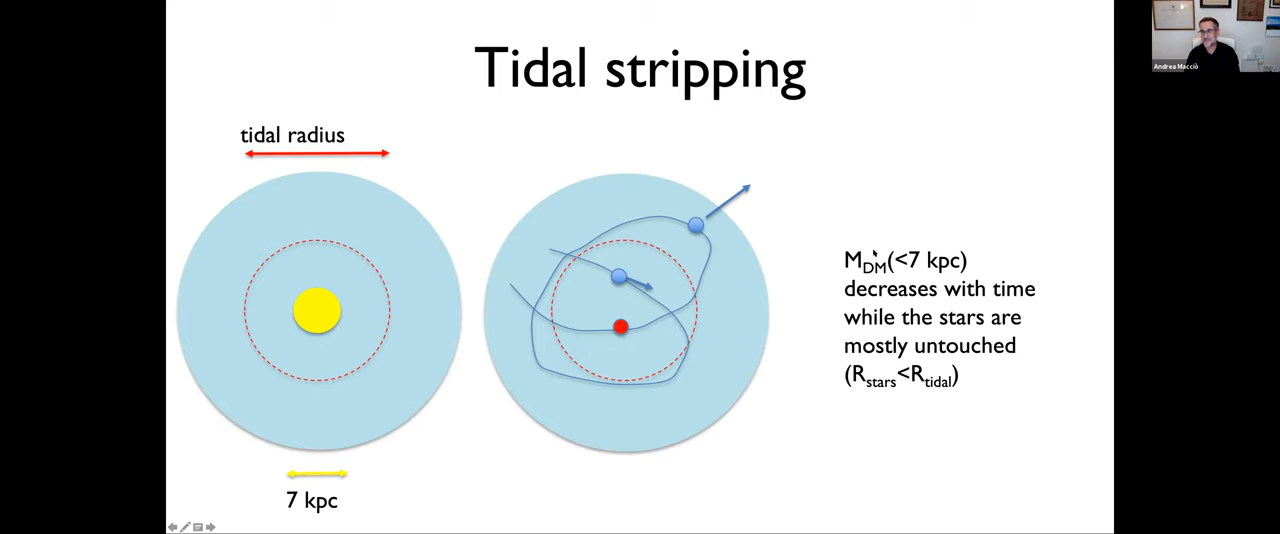 Tidal stripping
Andrea Macciò
tidal radius
M_DM(<7 kpc)
decreases with time
while the stars are
mostly untouched
(R_stars<R_tidal)
7 kpc